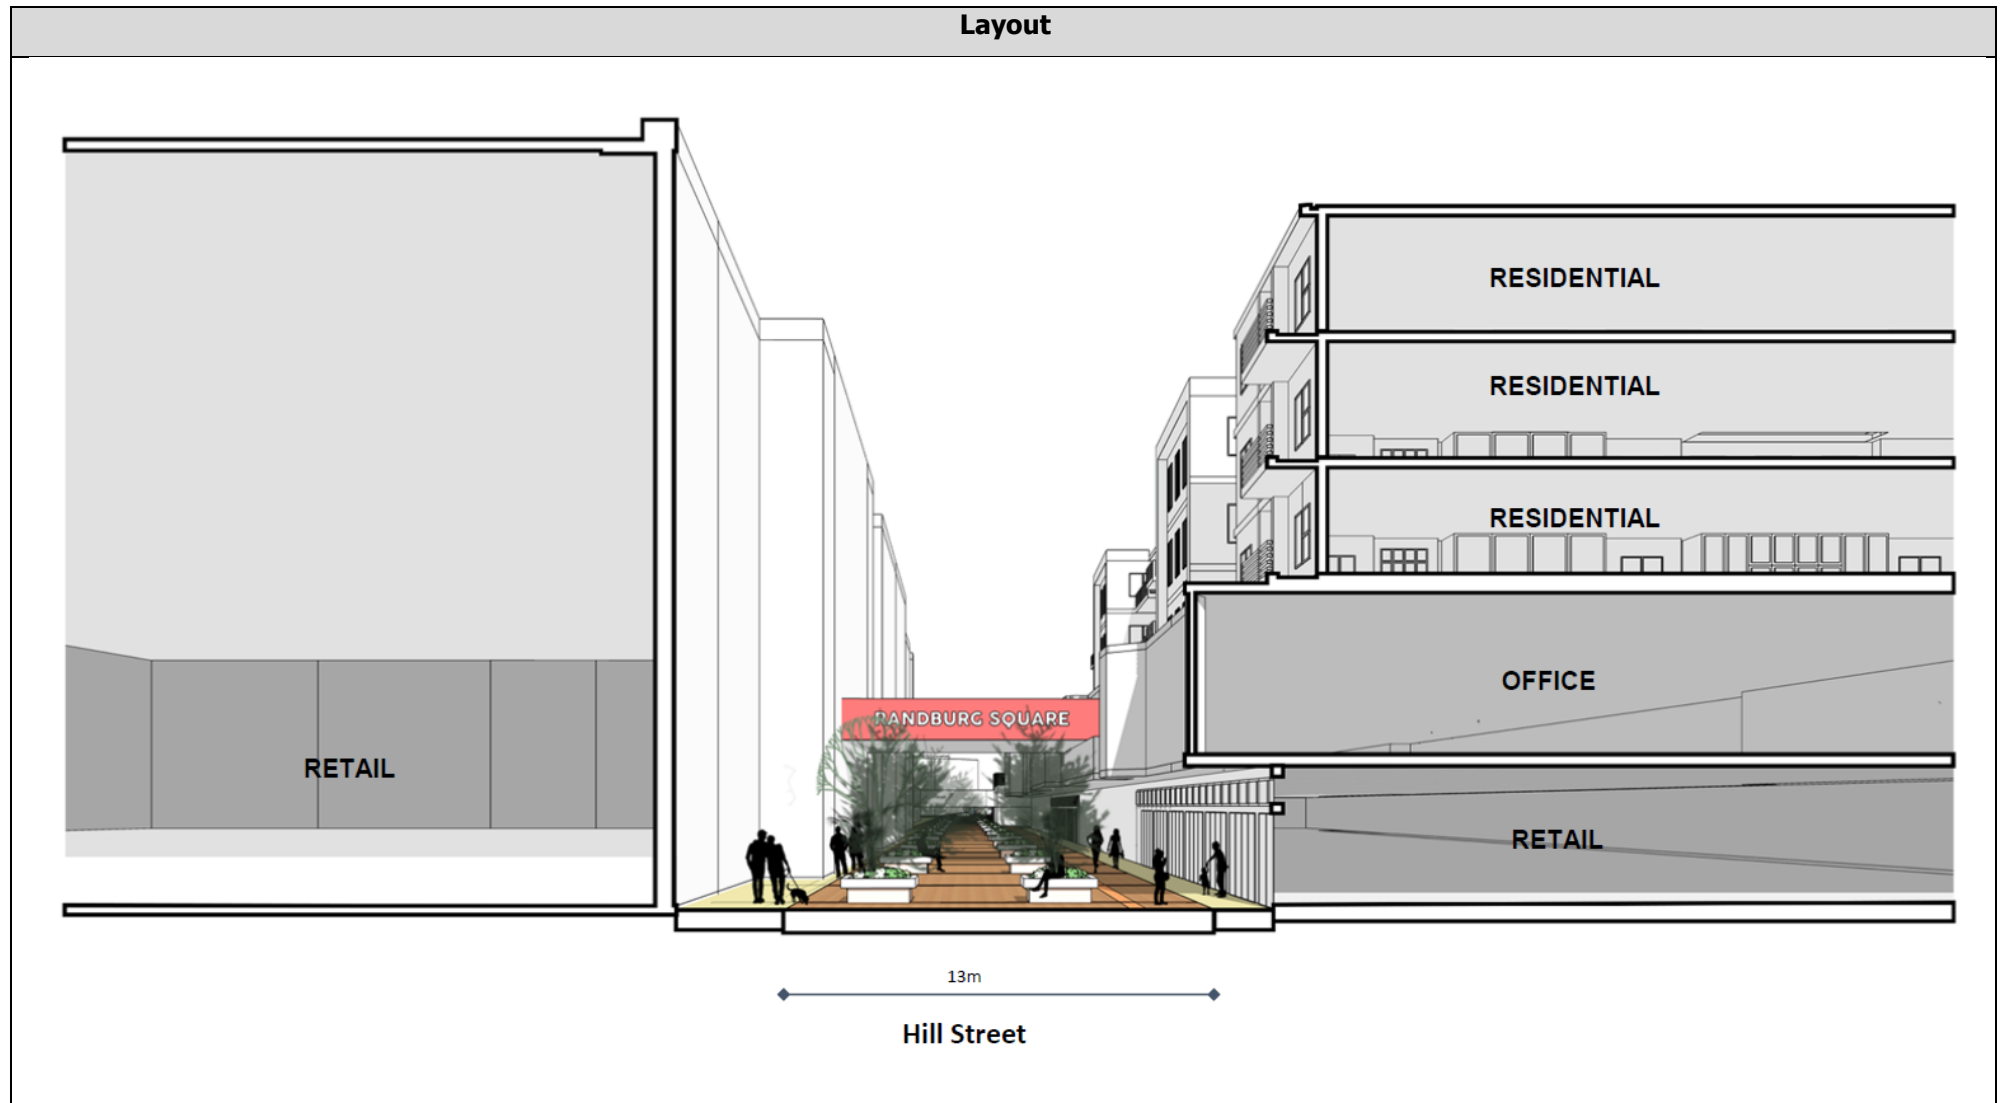 Layout
RESIDENTIAL
RESIDENTIAL
RESIDENTIAL
OFFICE
RANDBURG SQUARE
RETAIL
RETAIL
13m
Hill Street